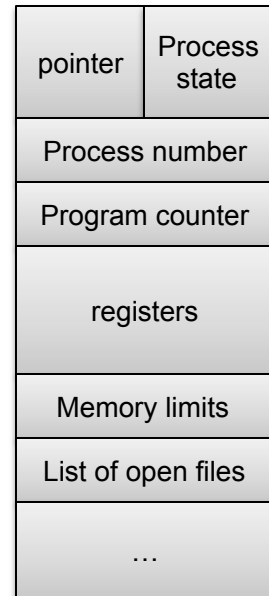 pointer
Process
state
Process number
Program counter
registers
Memory limits
List of open files
…